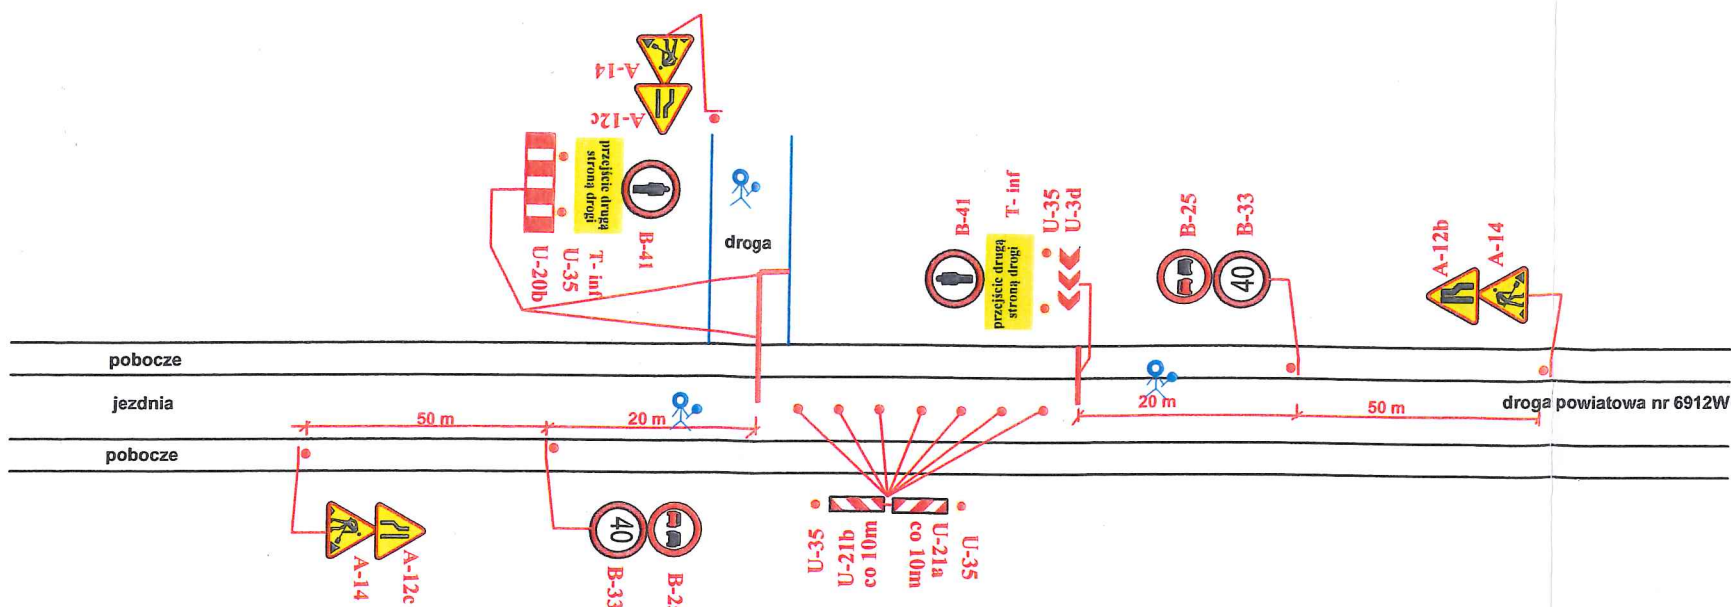 A-14
A-12c
przejście drugą
stroną drogi
B-41
T- inf
U-35
U-20b
droga
B-41
T- inf
U-35
U-3d
przejście drugą
stroną drogi
B-25
B-33
40
A-12b
A-14
pobocze
jezdnia
50 m
20 m
20 m
50 m
droga powiatowa nr 6912W
pobocze
A-14
A-12c
40
B-33
U-35
U-21b
co 10m
U-21a
co 10m
U-35